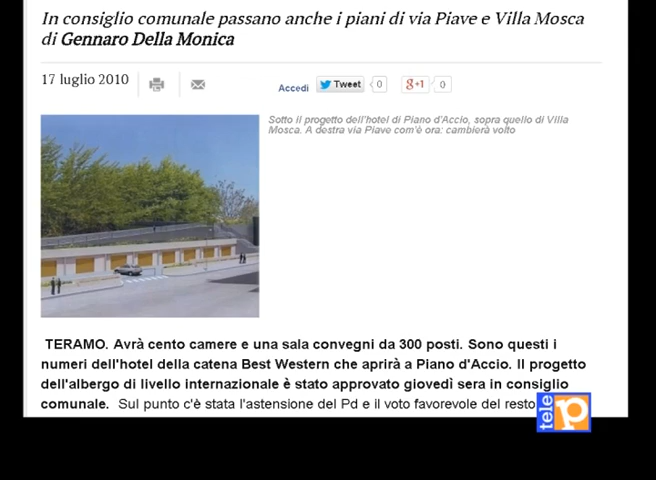 In consiglio comunale passano anche i piani di via Piave e Villa Mosca
di Gennaro Della Monica
17 luglio 2010
Accedi Tweet 0 g+1 0
Sotto il progetto dell'hotel di Piano d'Accio, sopra quello di Villa
Mosca. A destra via Piave com'è ora: cambierà volto
TERAMO. Avrà cento camere e una sala convegni da 300 posti. Sono questi i
numeri dell'hotel della catena Best Western che aprirà a Piano d'Accio. Il progetto
dell'albergo di livello internazionale è stato approvato giovedì sera in consiglio
comunale. Sul punto c'è stata l'astensione del Pd e il voto favorevole del resto
tele p